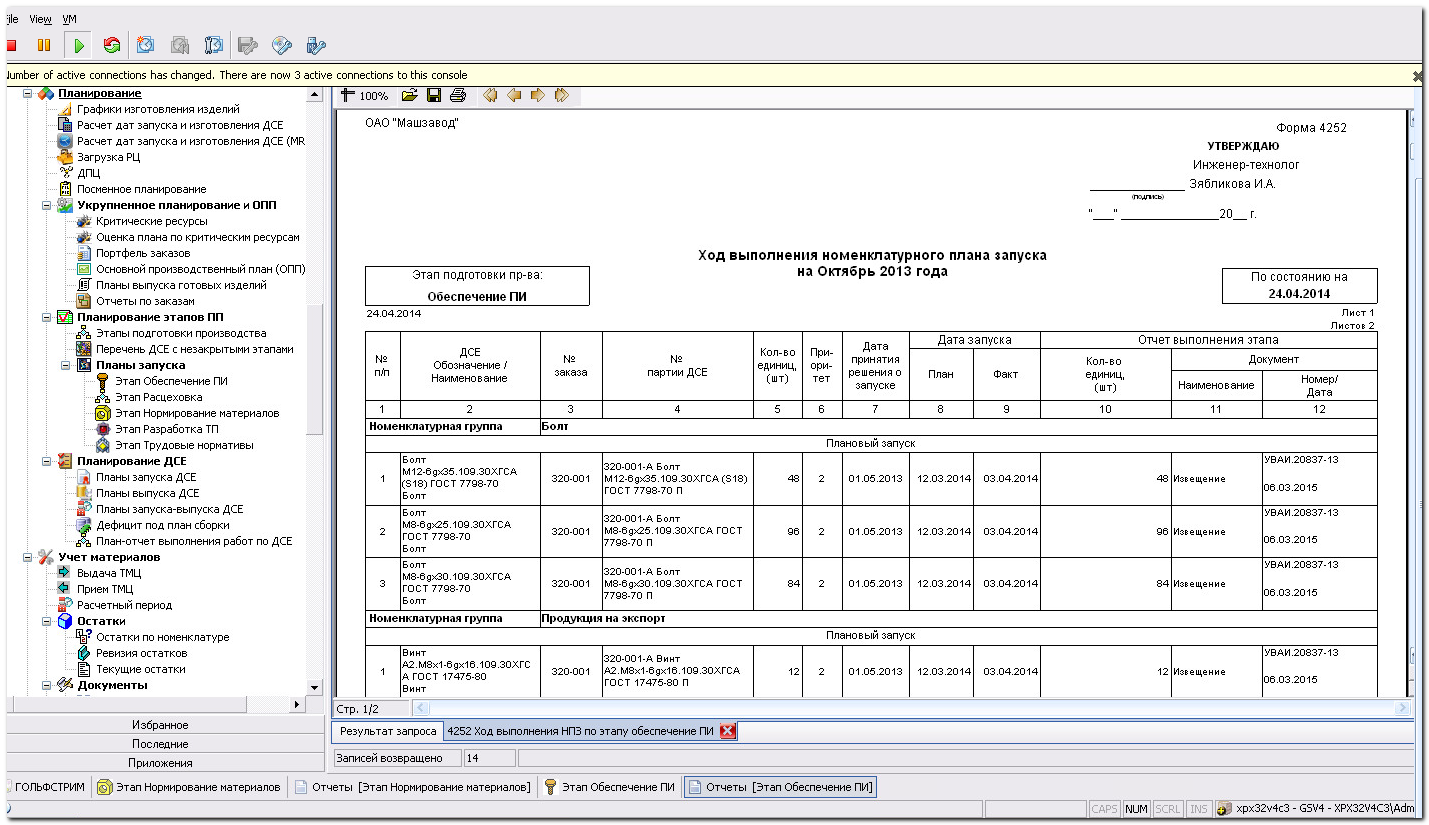 File View VM
Number of active connections has changed. There are now 3 active connections to this console
Планирование
Графики изготовления изделий
Расчет дат запуска и изготовления ДСЕ
Расчет дат запуска и изготовления ДСЕ (MR
Загрузка РЦ
ДПЦ
Посменное планирование
Укрупненное планирование и ОПП
Критические ресурсы
Оценка плана по критическим ресурсам
Портфель заказов
Основной производственный план (ОПП)
Планы выпуска готовых изделий
Отчеты по заказам
Планирование этапов ПП
Этапы подготовки производства
Перечень ДСЕ с незакрытыми этапами
Планы запуска
Этап Обеспечение ПИ
Этап Расцеховка
Этап Нормирование материалов
Этап Разработка ТП
Этап Трудовые нормативы
Планирование ДСЕ
Планы запуска ДСЕ
Планы выпуска ДСЕ
Планы запуска-выпуска ДСЕ
Дефицит под план сборки
План-отчет выполнения работ по ДСЕ
Учет материалов
Выдача ТМЦ
Прием ТМЦ
Расчетный период
Остатки
Остатки по номенклатуре
Ревизия остатков
Текущие остатки
Документы
Избранное
Последние
Приложения
100%
ОАО "Машзавод"
Форма 4252
УТВЕРЖДАЮ
Инженер-технолог
__________ Зябликова И.А.
(подпись)
"___" ______________20__ г.
Ход выполнения номенклатурного плана запуска
на Октябрь 2013 года
Этап подготовки пр-ва:
Обеспечение ПИ
По состоянию на
24.04.2014
24.04.2014
Лист 1
Листов 2
№ п/п
ДСЕ
Обозначение /
Наименование
№
заказа
№
партии ДСЕ
Кол-во
единиц,
(шт)
При-
ори-
тет
Дата
принятия
решения о
запуске
Дата запуска
План Факт
Отчет выполнения этапа
Кол-во
единиц,
(шт)
Документ
Наименование
Номер/
Дата
1 2 3 4 5 6 7 8 9 10 11 12
Номенклатурная группа Болт
Плановый запуск
1
Болт
М12-6gх35.109.30ХГСА
(S18) ГОСТ 7798-70
Болт
320-001
320-001-А Болт
М12-6gх35.109.30ХГСА (S18)
ГОСТ 7798-70 П
48 2 01.05.2013 12.03.2014 03.04.2014 48 Извещение
УВАИ.20837-13
06.03.2015
2
Болт
М8-6gх25.109.30ХГСА
ГОСТ 7798-70
Болт
320-001
320-001-А Болт
М8-6gх25.109.30ХГСА ГОСТ
7798-70 П
96 2 01.05.2013 12.03.2014 03.04.2014 96 Извещение
УВАИ.20837-13
06.03.2015
3
Болт
М8-6gх30.109.30ХГСА
ГОСТ 7798-70
Болт
320-001
320-001-А Болт
М8-6gх30.109.30ХГСА ГОСТ
7798-70 П
84 2 01.05.2013 12.03.2014 03.04.2014 84 Извещение
УВАИ.20837-13
06.03.2015
Номенклатурная группа Продукция на экспорт
Плановый запуск
1
Винт
А2.М8х1-6gх16.109.30ХГС
А ГОСТ 17475-80
Винт
320-001
320-001-А Винт
А2.М8х1-6gх16.109.30ХГСА
ГОСТ 17475-80 П
12 2 01.05.2013 12.03.2014 03.04.2014 12 Извещение
УВАИ.20837-13
06.03.2015
Стр. 1/2
Результат запроса 4252 Ход выполнения НПЗ по этапу обеспечение ПИ
Записей возвращено 14
ГОЛЬФСТРИМ Этап Нормирование материалов Отчеты [Этап Нормирование материалов] Этап Обеспечение ПИ Отчеты [Этап Обеспечение ПИ]
CAPS NUM SCRL INS xpx32v4c3 - GSV4 - XPX32V4C3\Adm